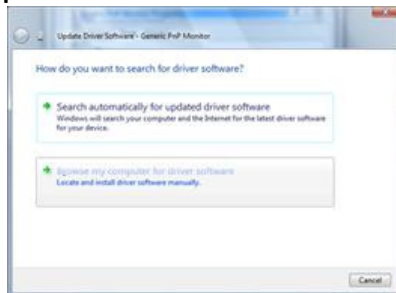 Update Driver Software - Generic PnP Monitor
How do you want to search for driver software?
Search automatically for updated driver software
Windows will search your computer and the Internet for the latest driver software
for your device.
Browse my computer for driver software
Locate and install driver software manually.
Cancel